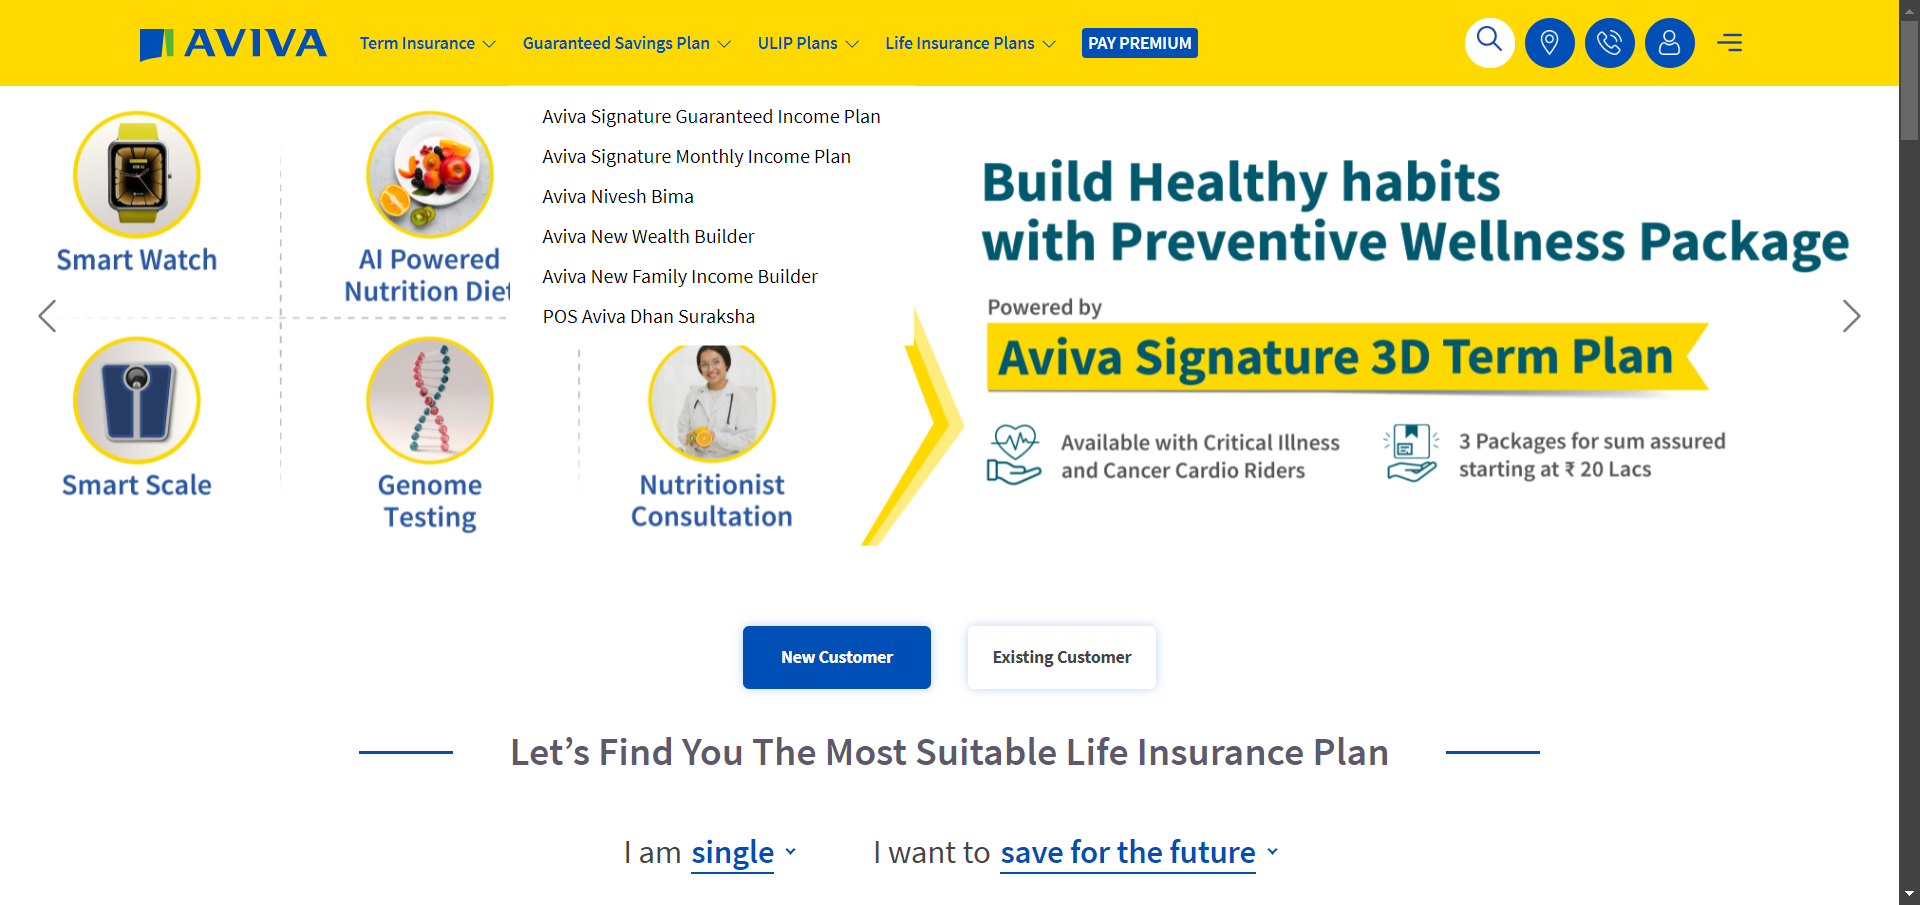 AVIVA
Term Insurance
Guaranteed Savings Plan
ULIP Plans
Life Insurance Plans
PAY PREMIUM
Aviva Signature Guaranteed Income Plan
Aviva Signature Monthly Income Plan
Aviva Nivesh Bima
Aviva New Wealth Builder
Aviva New Family Income Builder
POS Aviva Dhan Suraksha
Smart Watch
AI Powered
Nutrition Diet
Smart Scale
Genome
Testing
Nutritionist
Consultation
Build Healthy habits
with Preventive Wellness Package
Powered by
Aviva Signature 3D Term Plan
Available with Critical Illness
and Cancer Cardio Riders
3 Packages for sum assured
starting at ₹ 20 Lacs
New Customer
Existing Customer
Let's Find You The Most Suitable Life Insurance Plan
I am single
I want to save for the future